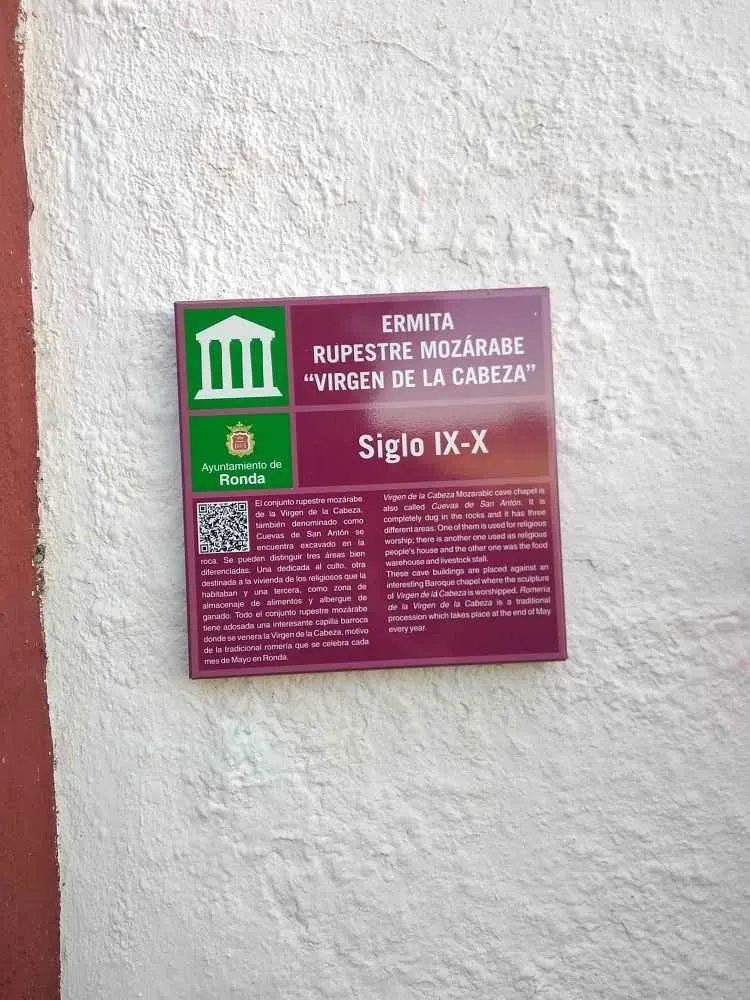 ERMITA
RUPESTRE MOZÁRABE
“VIRGEN DE LA CABEZA”
Ayuntamiento de
Ronda
Siglo IX-X
El conjunto rupestre mozárabe
de la Virgen de la Cabeza,
también denominado como
Cuevas de San Antón se
encuentra excavado en la
roca. Se pueden distinguir tres áreas bien
diferenciadas. Una dedicada al culto, otra
destinada a la vivienda de los religiosos que la
habitaban y una tercera, como zona de
almacenaje de alimentos y albergue de
ganado. Todo el conjunto rupestre mozárabe
tiene adosada una interesante capilla barroca
donde se venera la Virgen de la Cabeza, motivo
de la tradicional romería que se celebra cada
mes de Mayo en Ronda.
Virgen de la Cabeza Mozarabic cave chapel is
also called Cuevas de San Antón. It is
completely dug in the rocks and it has three
different areas. One of them is used for religious
worship; there is another one used as religious
people's house and the other one was the food
warehouse and livestock stall.
These cave buildings are placed against an
interesting Baroque chapel where the sculpture
of Virgen de la Cabeza is worshipped. Romería
de la Virgen de la Cabeza is a traditional
procession which takes place at the end of May
every year.